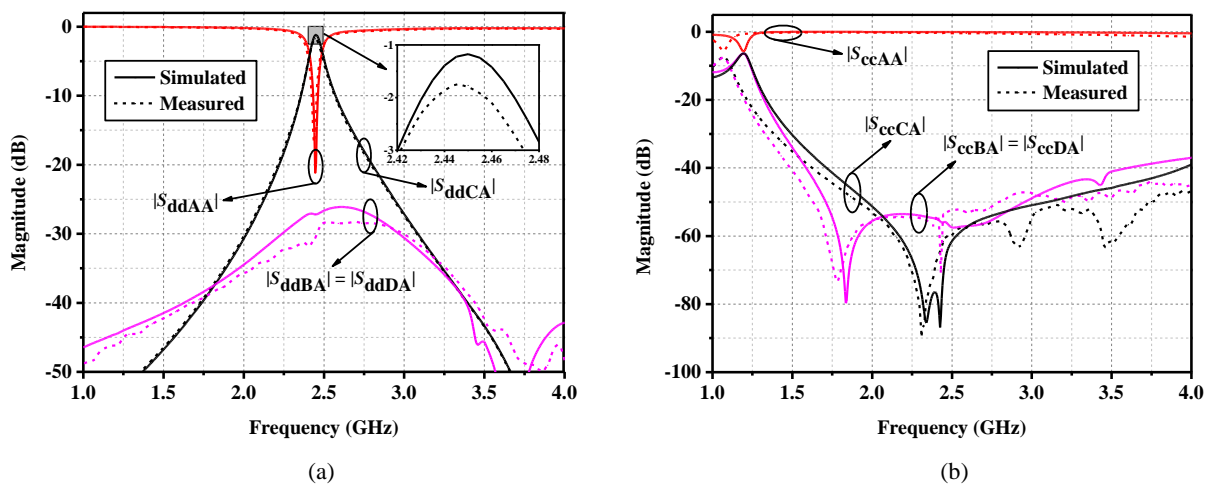 0
-10
-20
-30
-40
-50
Magnitude (dB)
1.0 1.5 2.0 2.5 3.0 3.5 4.0
Frequency (GHz)
Simulated
Measured
-1
-2
-3
2.42 2.44 2.46 2.48
|SddAA|
|SddCA|
|SddBA| = |SddDA|
(a)
0
-20
-40
-60
-80
-100
Magnitude (dB)
1.0 1.5 2.0 2.5 3.0 3.5 4.0
Frequency (GHz)
|SccAA|
Simulated
Measured
|SccCA|
|SccBA| = |SccDA|
(b)